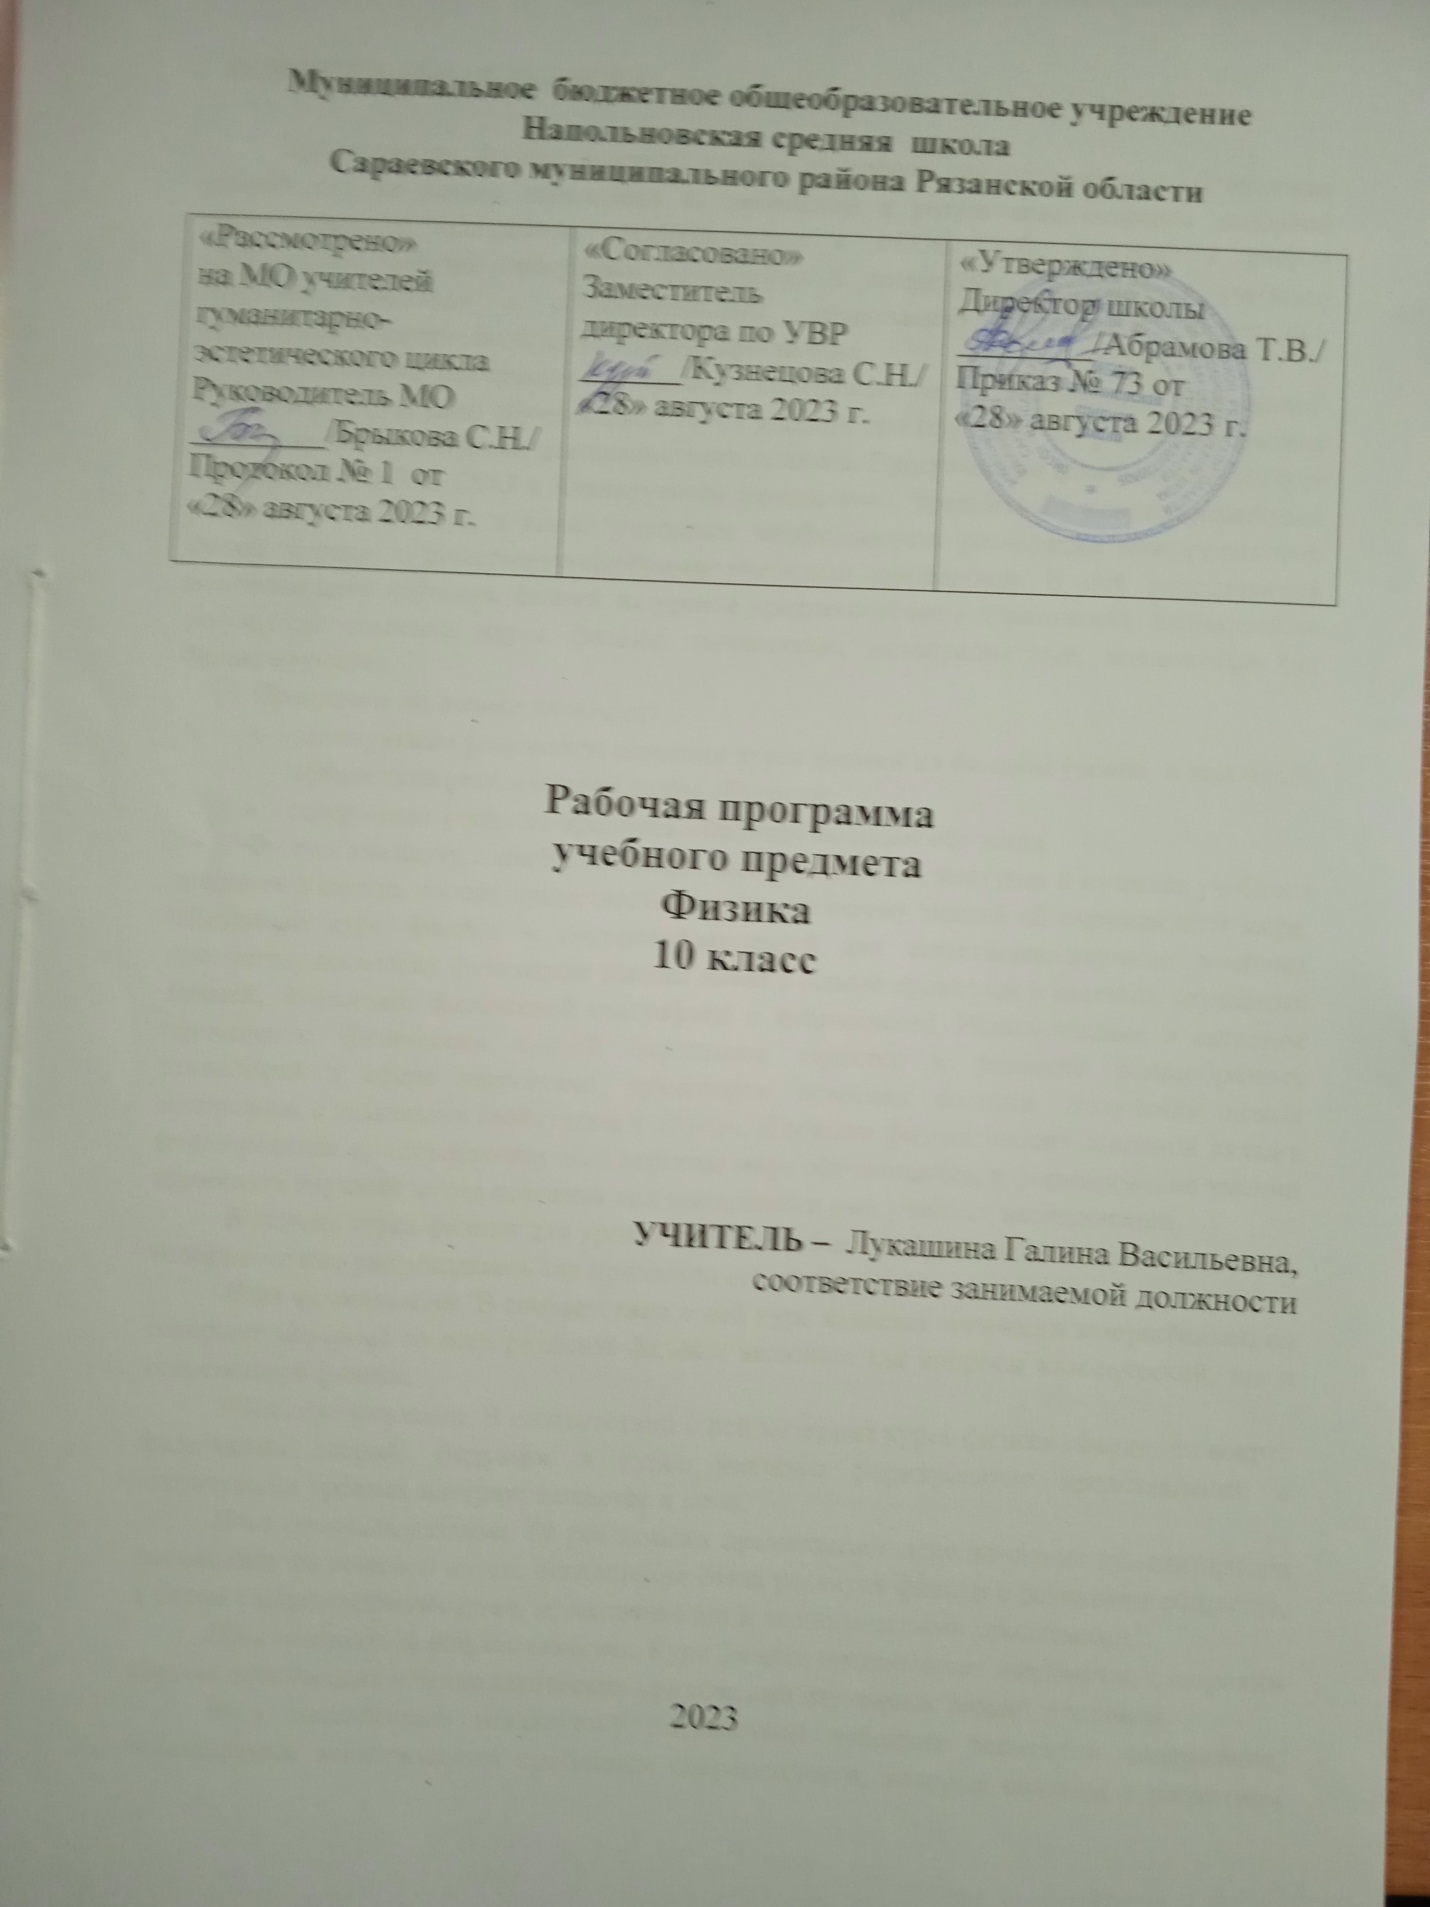 Муниципальное бюджетное общеобразовательное учреждение
Напольновская средняя школа
Сараевского муниципального района Рязанской области
«Рассмотрено»
на МО учителей
гуманитарно-
эстетического цикла
Руководитель МО
/Брыкова С.Н./
Протокол № 1 от
«28» августа 2023 г.
«Согласовано»
Заместитель
директора по УВР
/Кузнецова С.Н./
«28» августа 2023 г.
«Утверждено»
Директор школы
/Абрамова Т.В./
Приказ № 73 от
«28» августа 2023 г.
Рабочая программа
учебного предмета
Физика
10 класс
УЧИТЕЛЬ – Лукашина Галина Васильевна,
соответствие занимаемой должности
2023